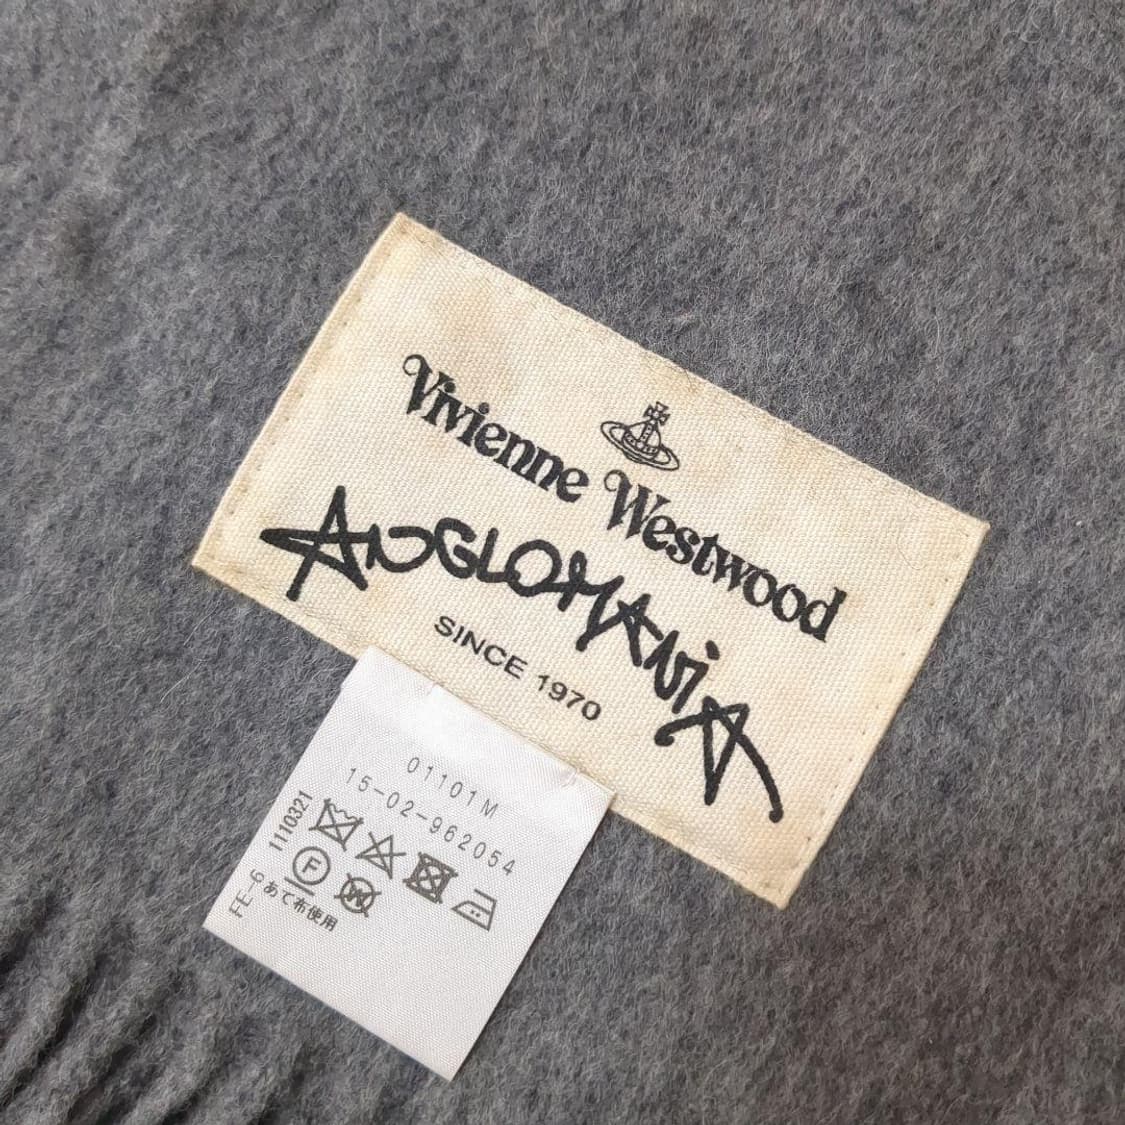 Vivienne Westwood
ANGLOMANIA
SINCE 1970
01101M
15-02-962054
1110321
F
W
あて布使用
FE-6